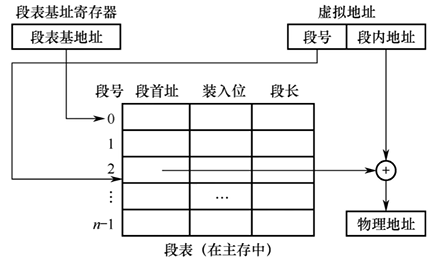 段表基址寄存器
虚拟地址
段表基地址
段号 段内地址
段号 段首址 装入位 段长
0
1
2
+
⋮ …
物理地址
n-1
段表（在主存中）